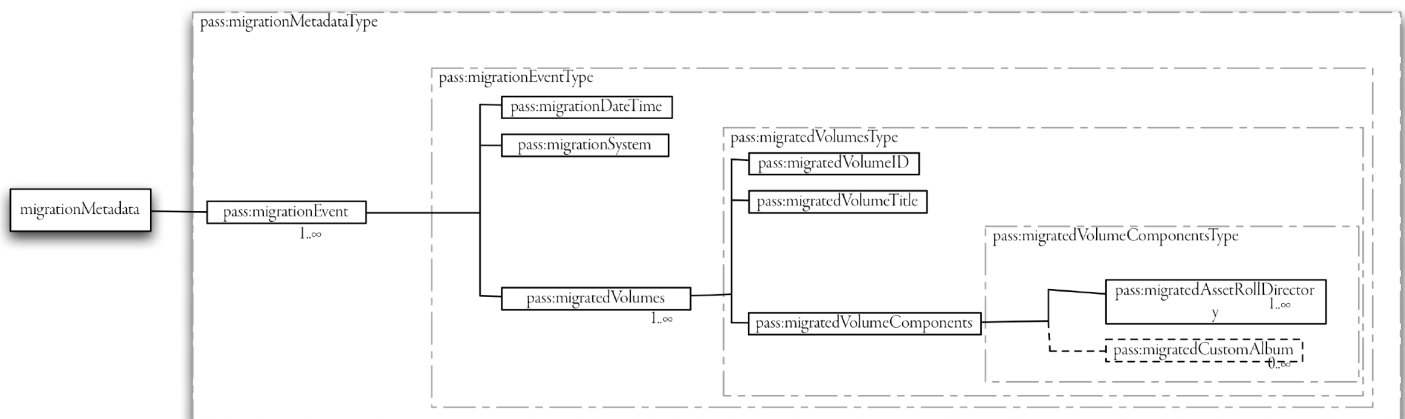 pass:migrationMetadataType
pass:migrationEventType
pass:migrationDateTime
pass:migratedVolumesType
pass:migrationSystem
pass:migratedVolumeID
pass:migratedVolumeTitle
migrationMetadata
pass:migrationEvent
1..∞
pass:migratedVolumeComponentsType
pass:migratedVolumes
1..∞
pass:migratedAssetRollDirector
y
1..∞
pass:migratedVolumeComponents
pass:migratedCustomAlbum
0..∞